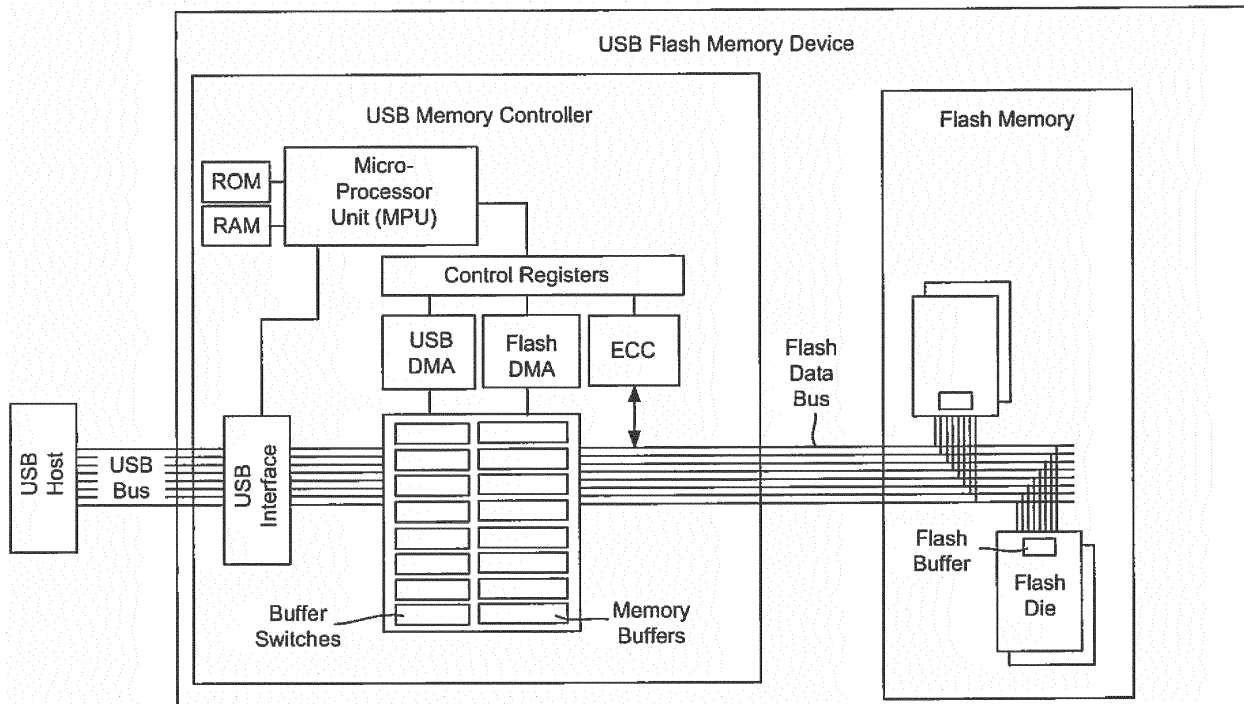 USB Flash Memory Device
USB Memory Controller
Flash Memory
ROM
RAM
Micro-
Processor
Unit (MPU)
Control Registers
USB
DMA
Flash
DMA
ECC
Flash
Data
Bus
USB
Host
USB
Bus
USB
Interface
Buffer
Switches
Memory
Buffers
Flash
Buffer
Flash
Die